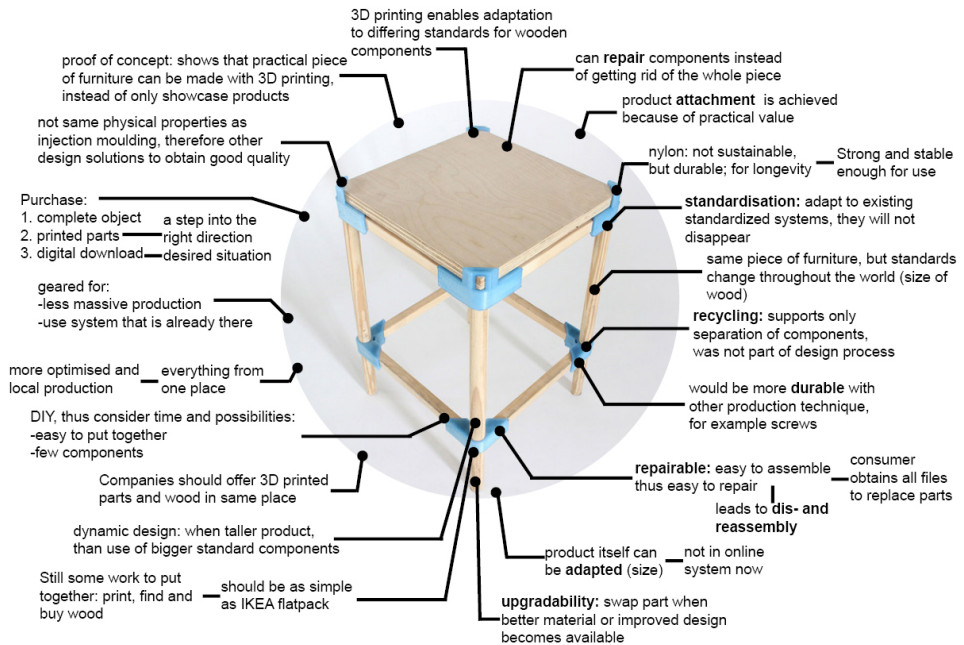 3D printing enables adaptation
to differing standards for wooden
components
proof of concept: shows that practical piece
of furniture can be made with 3D printing,
instead of only showcase products
can repair components instead
of getting rid of the whole piece
product attachment is achieved
because of practical value
not same physical properties as
injection moulding, therefore other
design solutions to obtain good quality
nylon: not sustainable,
but durable; for longevity
Strong and stable
enough for use
Purchase:
1. complete object
2. printed parts
3. digital download
a step into the
right direction
desired situation
standardisation: adapt to existing
standardized systems, they will not
disappear
same piece of furniture, but standards
change throughout the world (size of
wood)
geared for:
-less massive production
-use system that is already there
recycling: supports only
separation of components,
was not part of design process
more optimised and
local production
everything from
one place
would be more durable with
other production technique,
for example screws
DIY, thus consider time and possibilities:
-easy to put together
-few components
Companies should offer 3D printed
parts and wood in same place
repairable: easy to assemble
thus easy to repair
consumer
obtains all files
to replace parts
leads to dis- and
reassembly
dynamic design: when taller product,
than use of bigger standard components
product itself can
be adapted (size)
not in online
system now
Still some work to put
together: print, find and
buy wood
should be as simple
as IKEA flatpack
upgradability: swap part when
better material or improved design
becomes available